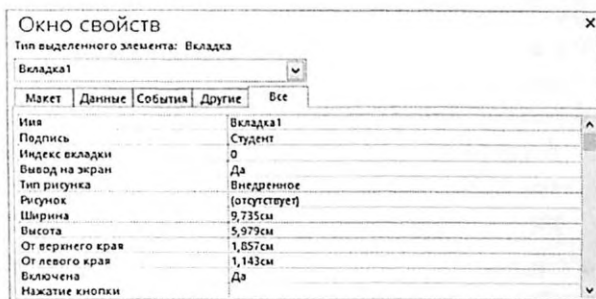 Окно свойств
Тип выделенного элемента: Вкладка
Вкладка1
Макет Данные События Другие Все
Имя Вкладка1
Подпись Студент
Индекс вкладки 0
Вывод на экран Да
Тип рисунка Внедренное
Рисунок (отсутствует)
Ширина 9,735см
Высота 5,979см
От верхнего края 1,857см
От левого края 1,143см
Включена Да
Нажатие кнопки